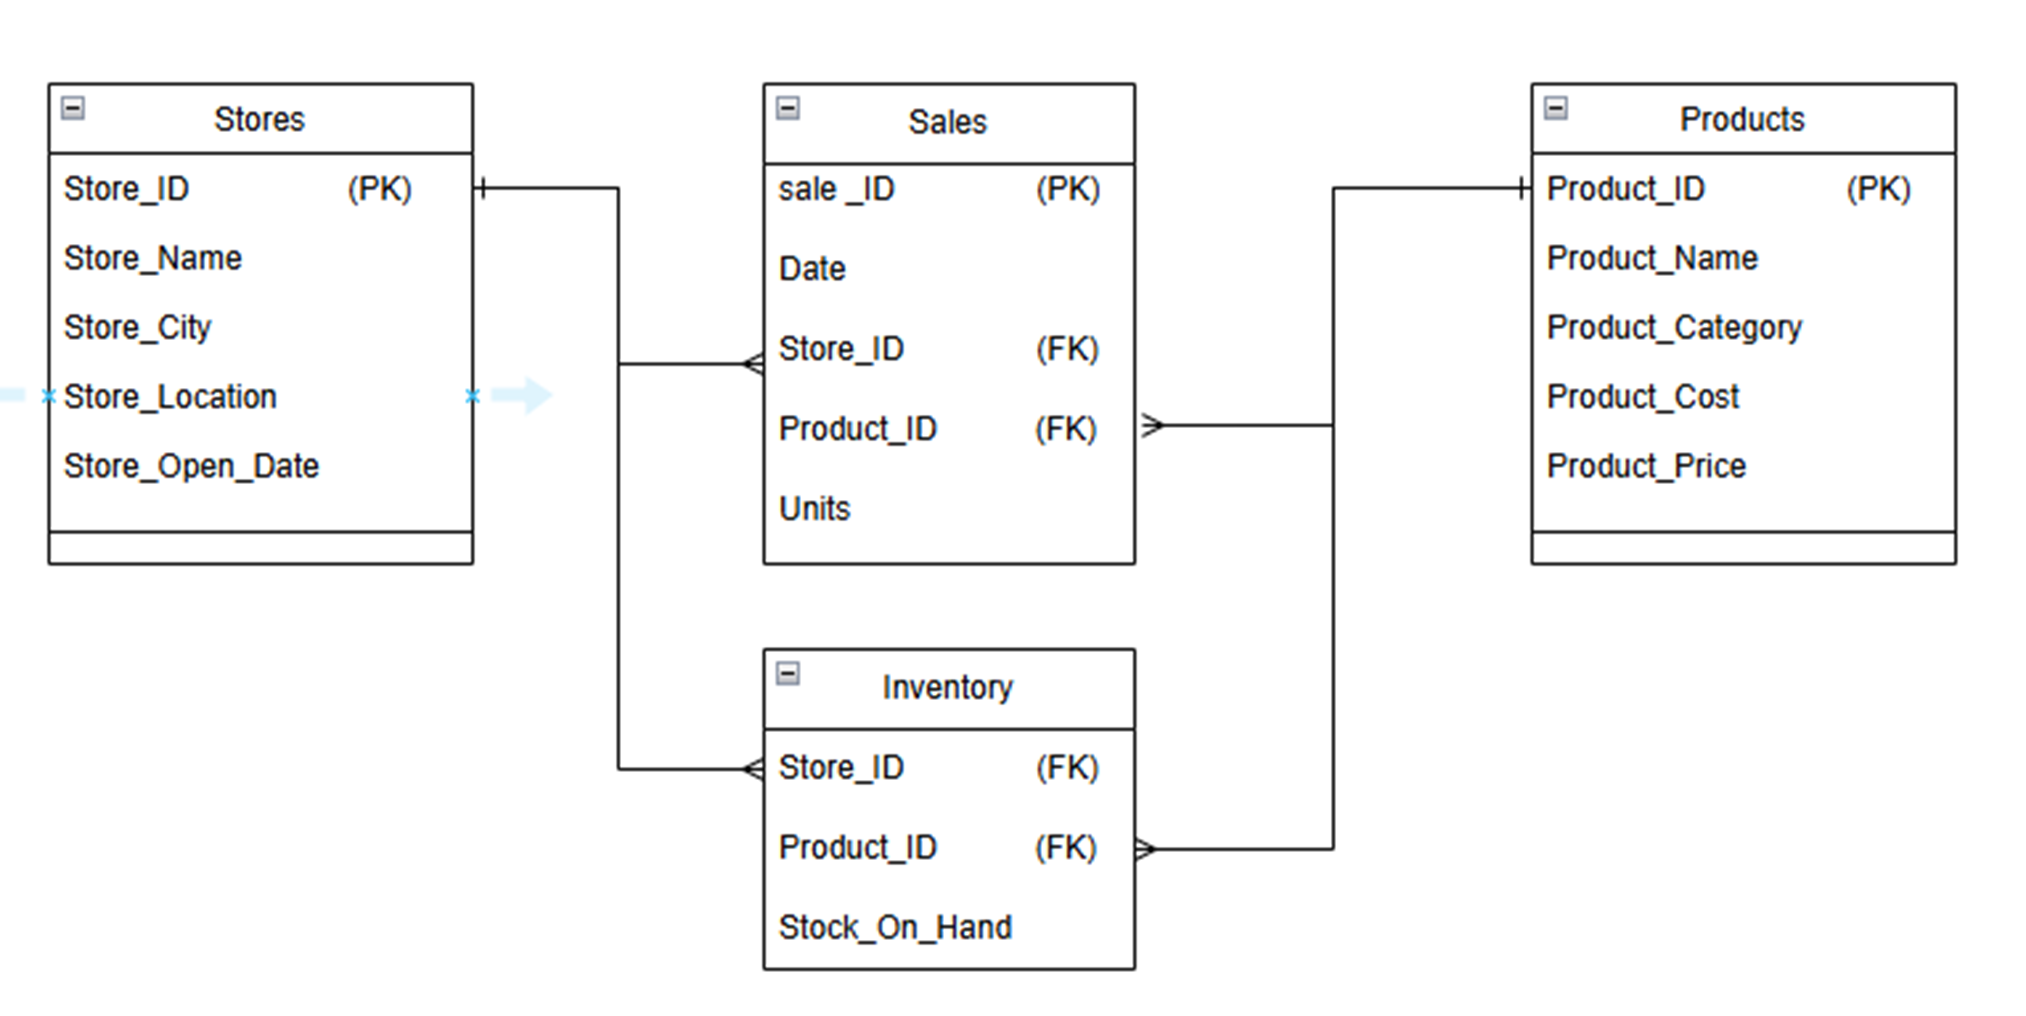 Stores
Store_ID (PK)
Store_Name
Store_City
Store_Location
Store_Open_Date
Sales
sale _ID (PK)
Date
Store_ID (FK)
Product_ID (FK)
Units
Products
Product_ID (PK)
Product_Name
Product_Category
Product_Cost
Product_Price
Inventory
Store_ID (FK)
Product_ID (FK)
Stock_On_Hand